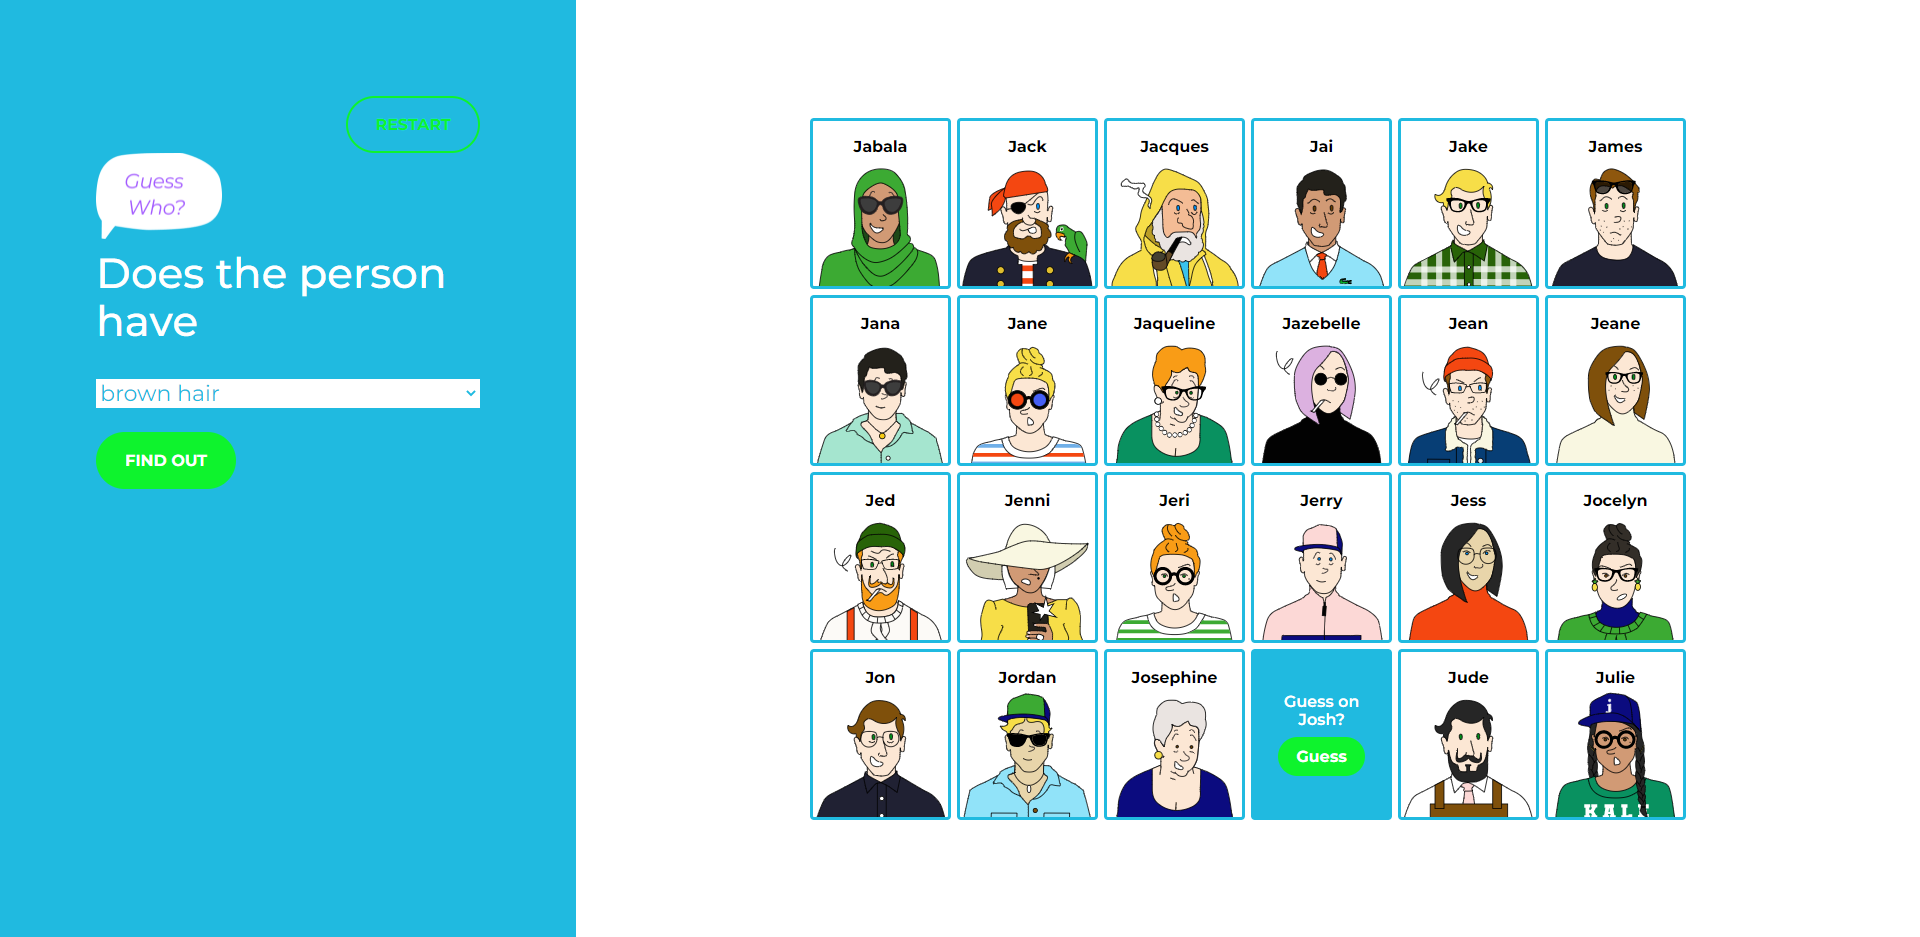 RESTART
Guess
Who?
Does the person
have
brown hair
FIND OUT
Jabala
Jack
Jacques
Jai
Jake
James
Jana
Jane
Jaqueline
Jazebelle
Jean
Jeane
Jed
Jenni
Jeri
Jerry
Jess
Jocelyn
Jon
Jordan
Josephine
Guess on
Josh?
Guess
Jude
Julie
j